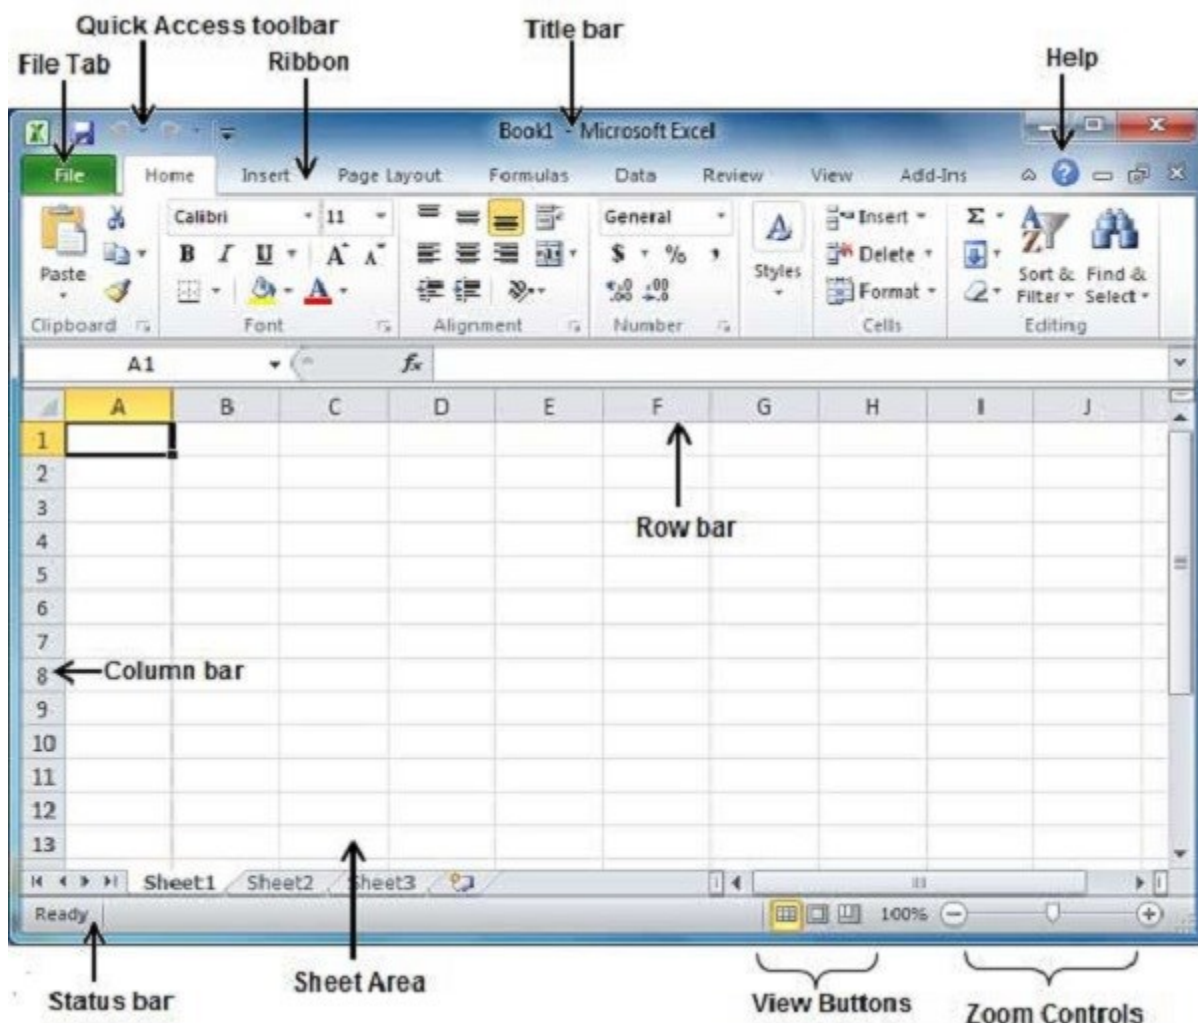 Quick Access toolbar
Title bar
File Tab
Ribbon
Help
Book1 - Microsoft Excel
File Home Insert Page Layout Formulas Data Review View Add-Ins
Calibri 11 General Insert
B I U A A $ % , Delete
Paste Styles Sort & Find &
A Format Filter Select
Clipboard Font Alignment Number Cells Editing
A1 fx
A B C D E F G H I J
1
2
3
Row bar
4
5
6
7
8 Column bar
9
10
11
12
13
Sheet1 Sheet2 Sheet3
Ready 100%
Status bar
Sheet Area
View Buttons
Zoom Controls